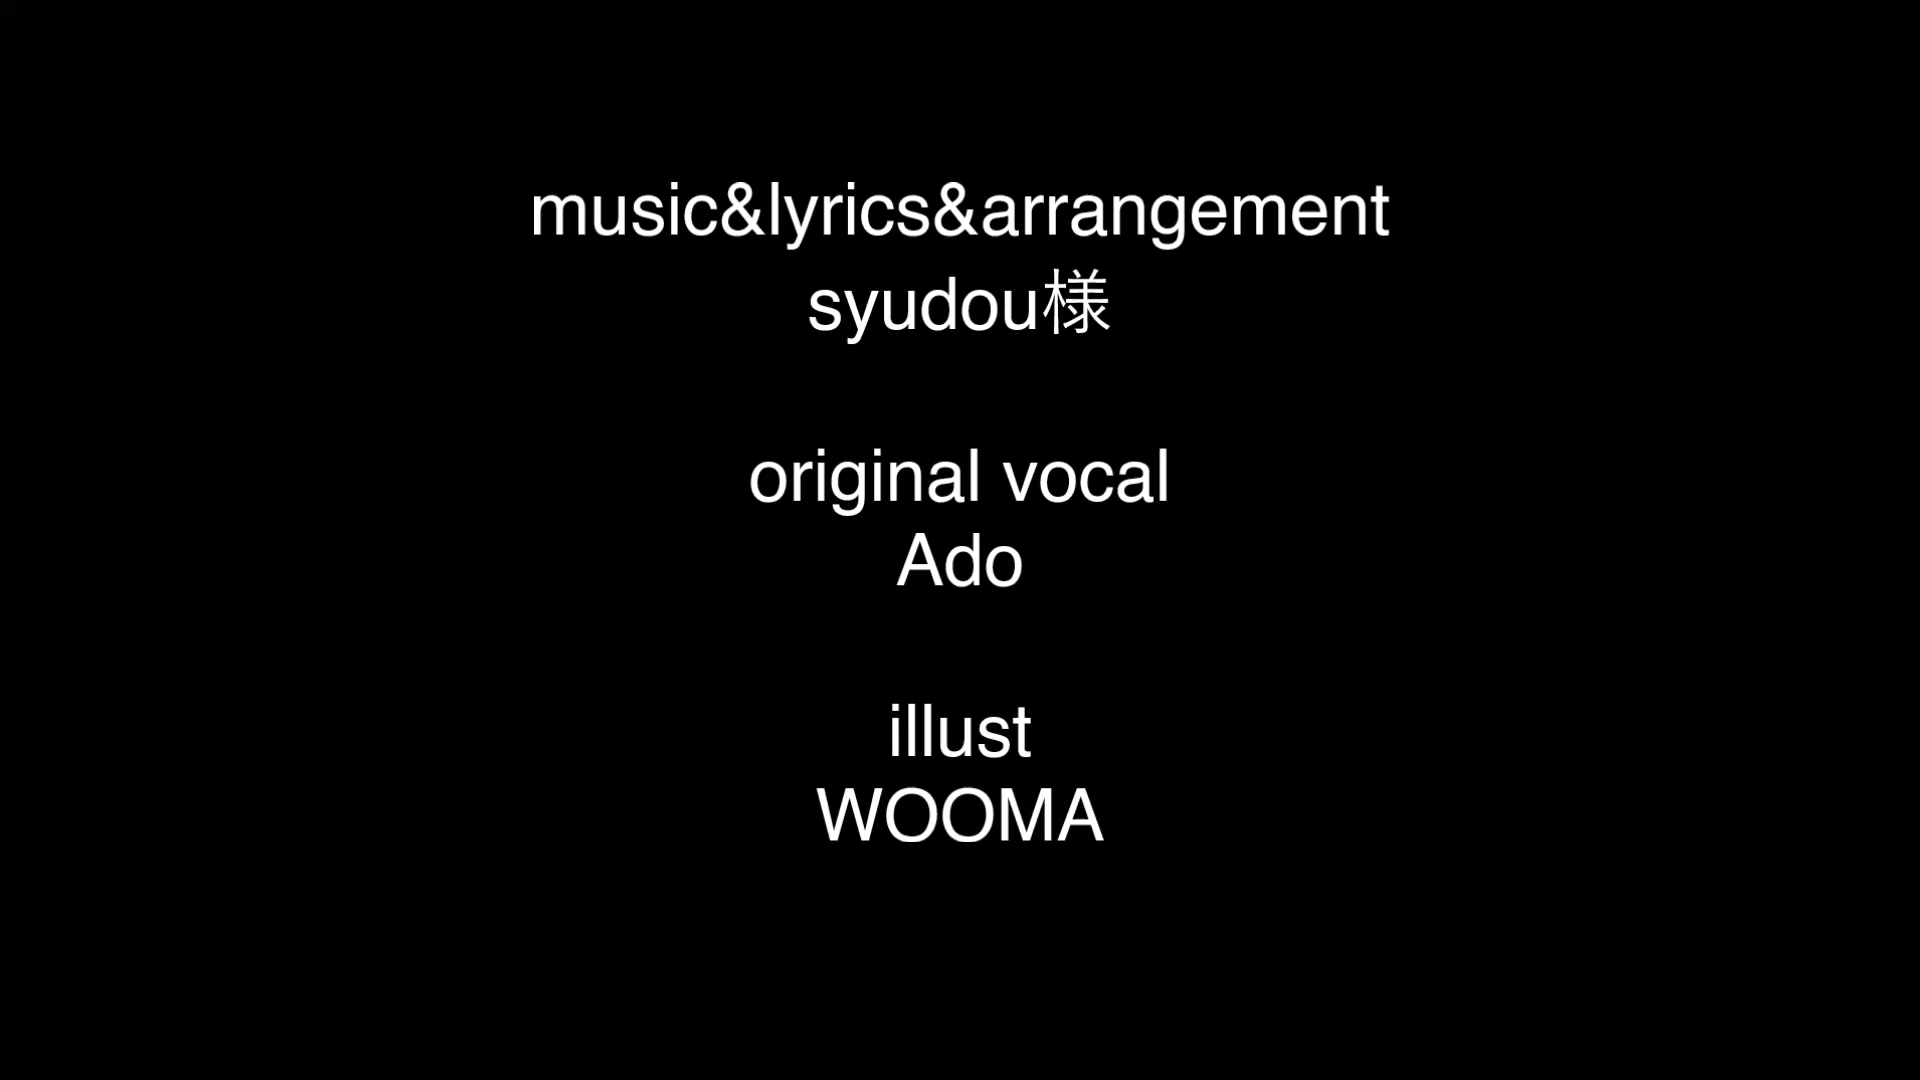 music&lyrics&arrangement
syudou様
original vocal
Ado
illust
WOOMA